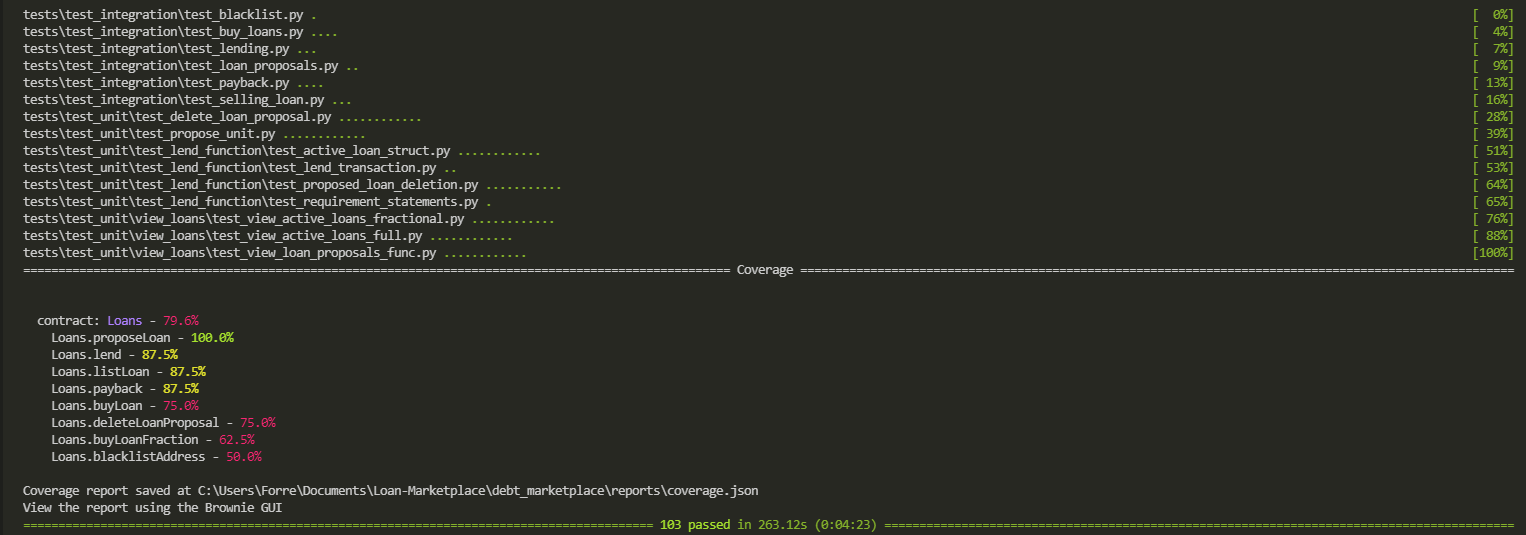 tests\test_integration\test_blacklist.py . [  0%]
tests\test_integration\test_buy_loans.py .... [  4%]
tests\test_integration\test_lending.py ... [  7%]
tests\test_integration\test_loan_proposals.py .. [  9%]
tests\test_integration\test_payback.py .... [ 13%]
tests\test_integration\test_selling_loan.py ... [ 16%]
tests\test_unit\test_delete_loan_proposal.py ............ [ 28%]
tests\test_unit\test_propose_unit.py ............ [ 39%]
tests\test_unit\test_lend_function\test_active_loan_struct.py ............ [ 51%]
tests\test_unit\test_lend_function\test_lend_transaction.py .. [ 53%]
tests\test_unit\test_lend_function\test_proposed_loan_deletion.py ........... [ 64%]
tests\test_unit\test_lend_function\test_requirement_statements.py . [ 65%]
tests\test_unit\view_loans\test_view_active_loans_fractional.py ............ [ 76%]
tests\test_unit\view_loans\test_view_active_loans_full.py ............ [ 88%]
tests\test_unit\view_loans\test_view_loan_proposals_func.py ............ [100%]
===== Coverage =====
contract: Loans - 79.6%
Loans.proposeLoan - 100.0%
Loans.lend - 87.5%
Loans.listLoan - 87.5%
Loans.payback - 87.5%
Loans.buyLoan - 75.0%
Loans.deleteLoanProposal - 75.0%
Loans.buyLoanFraction - 62.5%
Loans.blacklistAddress - 50.0%
Coverage report saved at C:\Users\Forre\Documents\Loan-Marketplace\debt_marketplace\reports\coverage.json
View the report using the Brownie GUI
===== 103 passed in 263.12s (0:04:23) =====